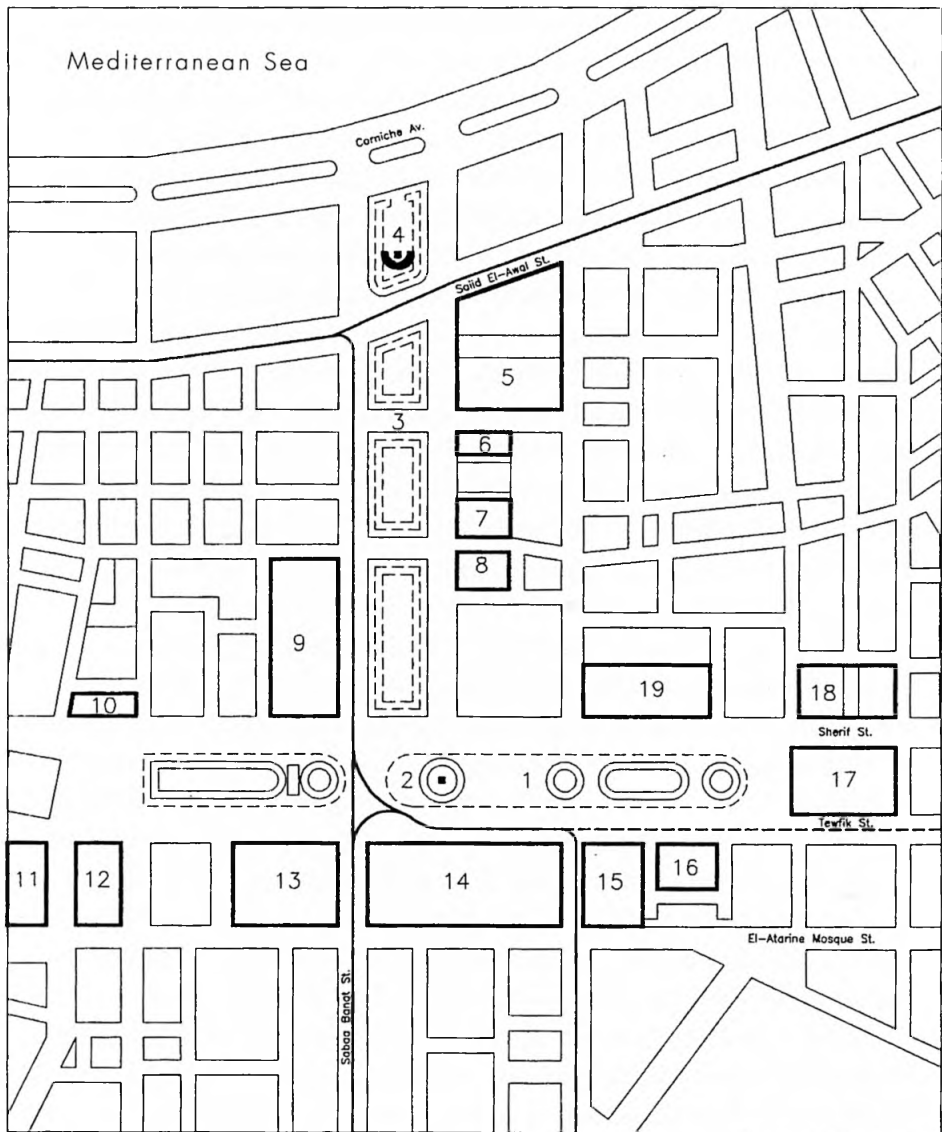 Mediterranean Sea
Corniche Av.
4
Saiid El-Awal St.
5
3
6
7
8
9
10
19
18
Sherif St.
2
1
17
Tewfik St.
11
12
13
14
15
16
El-Atarine Mosque St.
Sabaa Banat St.